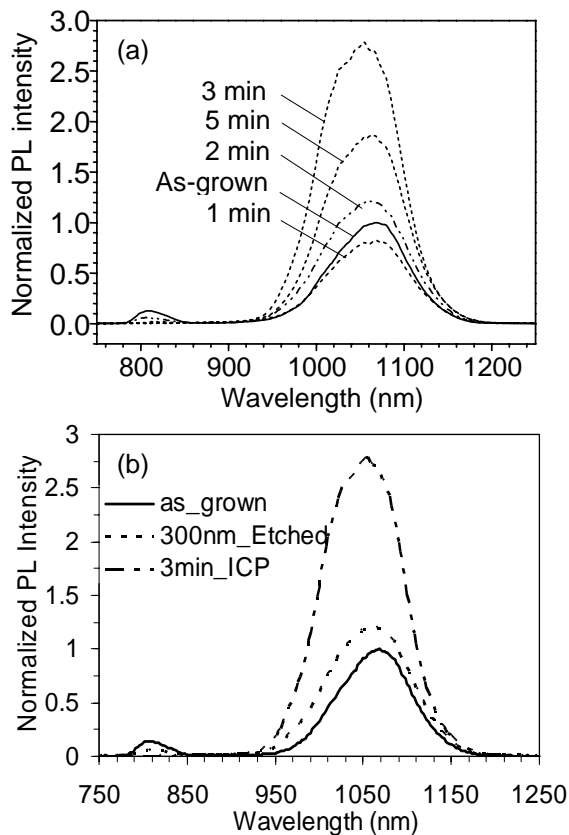 (a)
3.0
2.5
2.0
1.5
1.0
0.5
0.0
Normalized PL intensity
3 min
5 min
2 min
As-grown
1 min
800 900 1000 1100 1200
Wavelength (nm)
(b)
3
2.5
2
1.5
1
0.5
0
Normalized PL Intensity
as_grown
300nm_Etched
3min_ICP
750 850 950 1050 1150 1250
Wavelength (nm)